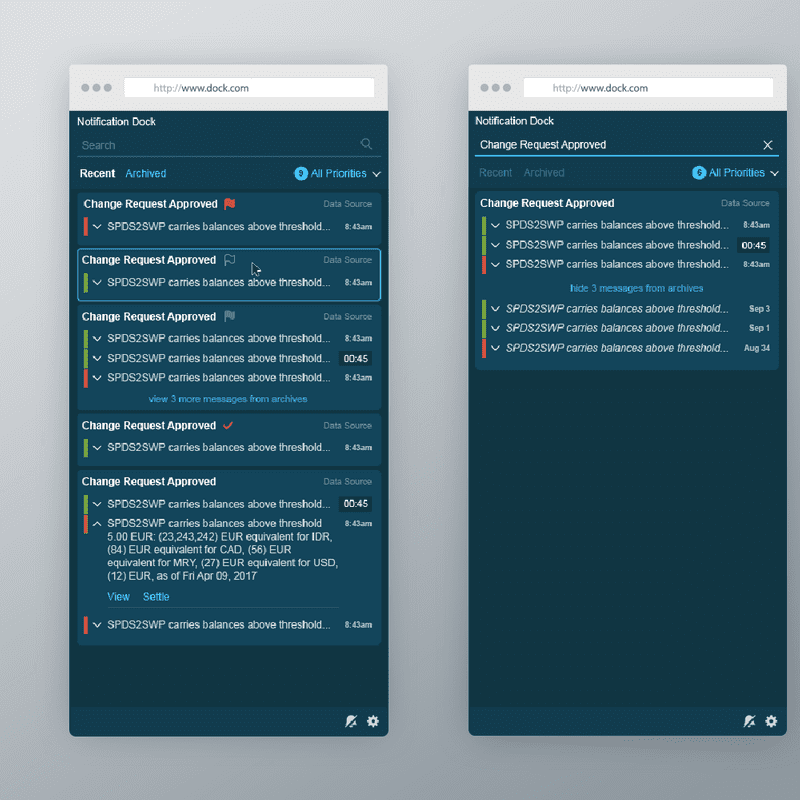 http://www.dock.com
Notification Dock
Search
Recent Archived 9 All Priorities
Change Request Approved Data Source
SPDS2SWP carries balances above threshold... 8:43am
Change Request Approved Data Source
SPDS2SWP carries balances above threshold... 8:43am
Change Request Approved Data Source
SPDS2SWP carries balances above threshold... 8:43am
SPDS2SWP carries balances above threshold... 00:45
SPDS2SWP carries balances above threshold... 8:43am
view 3 more messages from archives
Change Request Approved Data Source
SPDS2SWP carries balances above threshold... 8:43am
Change Request Approved Data Source
SPDS2SWP carries balances above threshold... 00:45
SPDS2SWP carries balances above threshold 8:43am
5.00 EUR: (23,243,242) EUR equivalent for IDR,
(84) EUR equivalent for CAD, (56) EUR
equivalent for MRY, (27) EUR equivalent for USD,
(12) EUR, as of Fri Apr 09, 2017
View Settle
SPDS2SWP carries balances above threshold... 8:43am
http://www.dock.com
Notification Dock
Change Request Approved
Recent Archived 6 All Priorities
Change Request Approved Data Source
SPDS2SWP carries balances above threshold... 8:43am
SPDS2SWP carries balances above threshold... 00:45
SPDS2SWP carries balances above threshold... 8:43am
hide 3 messages from archives
SPDS2SWP carries balances above threshold... Sep 3
SPDS2SWP carries balances above threshold... Sep 1
SPDS2SWP carries balances above threshold... Aug 34